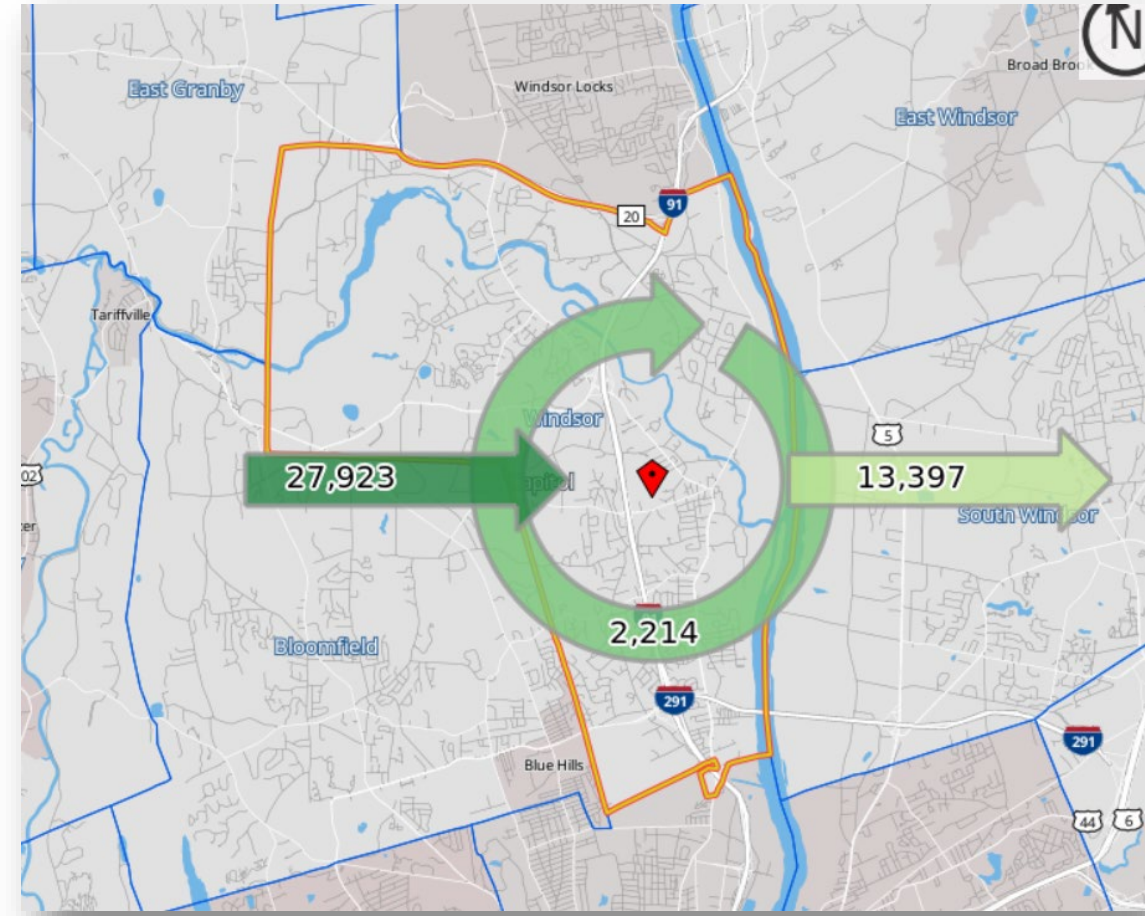 N
Broad Brook
Windsor Locks
East Granby
East Windsor
91
20
Tariffville
Windsor
5
27,923
13,397
South Windsor
2,214
Bloomfield
291
291
Blue Hills
44
6